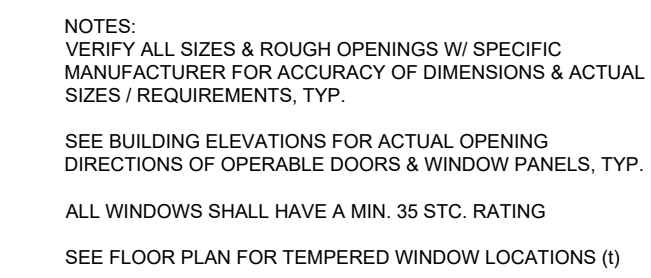 NOTES:
VERIFY ALL SIZES & ROUGH OPENINGS W/ SPECIFIC
MANUFACTURER FOR ACCURACY OF DIMENSIONS & ACTUAL
SIZES / REQUIREMENTS, TYP.
SEE BUILDING ELEVATIONS FOR ACTUAL OPENING
DIRECTIONS OF OPERABLE DOORS & WINDOW PANELS, TYP.
ALL WINDOWS SHALL HAVE A MIN. 35 STC. RATING
SEE FLOOR PLAN FOR TEMPERED WINDOW LOCATIONS (t)